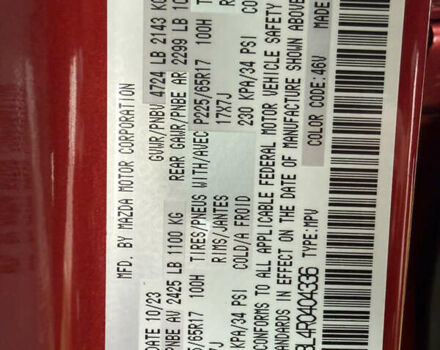 MFD. BY MAZDA MOTOR CORPORATION
DATE 10/23 GVWR/PNBV 4724 LB 2143 KG
PNBE AV 2425 LB 1100 KG REAR GAWR/PNBE AR 2299 LB
65R17 100H TIRES/PNEUS WITH/AVEC P225/65R17 100H
RIMS/JANTES 17X7J
KPA/34 PSI COLD/A FROID 230 KPA/34 PSI
CONFORMS TO ALL APPLICABLE FEDERAL MOTOR VEHICLE SAFETY
STANDARDS IN EFFECT ON THE DATE OF MANUFACTURE SHOWN ABOVE
BL4R0404336 TYPE:MPV COLOR CODE:46V MADE